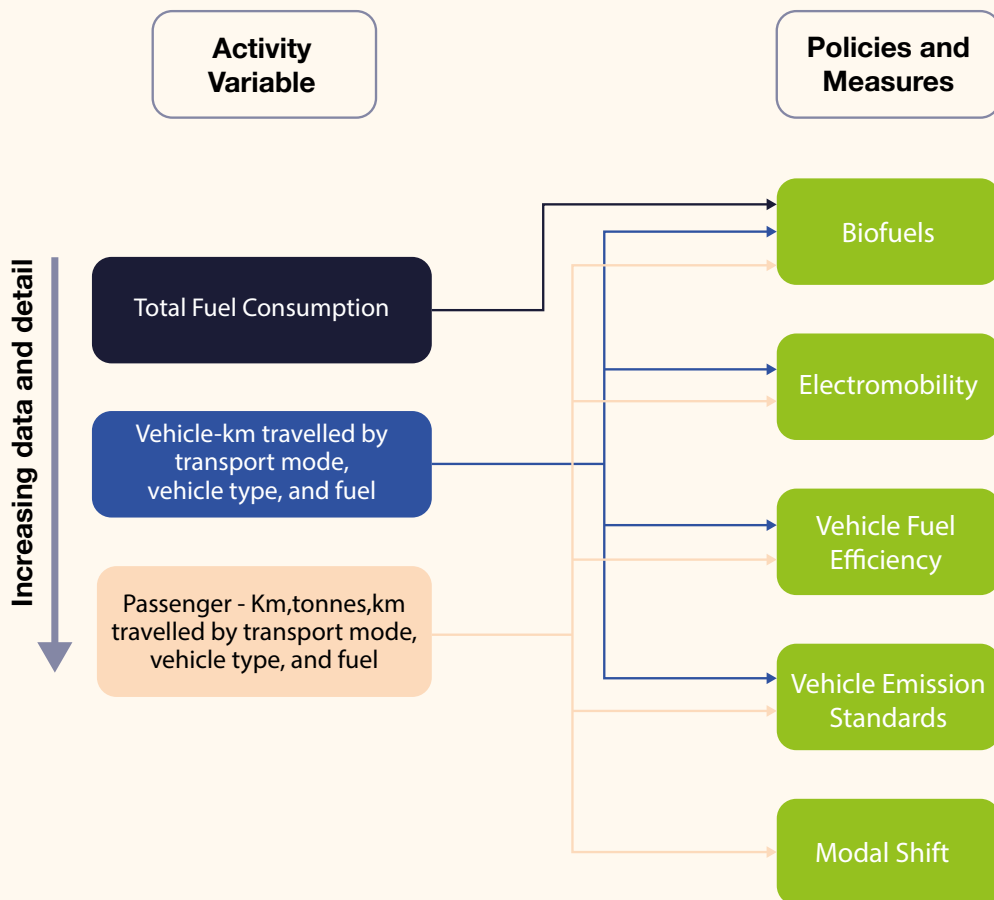 Activity
Variable
Policies and
Measures
Increasing data and detail
Total Fuel Consumption
Vehicle-km travelled by
transport mode,
vehicle type, and fuel
Passenger - Km,tonnes,km
travelled by transport mode,
vehicle type, and fuel
Biofuels
Electromobility
Vehicle Fuel
Efficiency
Vehicle Emission
Standards
Modal Shift